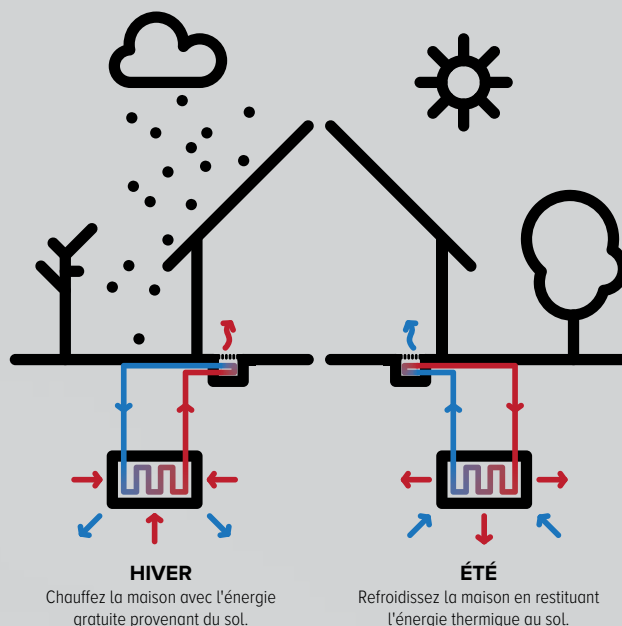 HIVER
Chauffez la maison avec l'énergie
gratuite provenant du sol.
ÉTÉ
Refroidissez la maison en restituant
l'énergie thermique au sol.